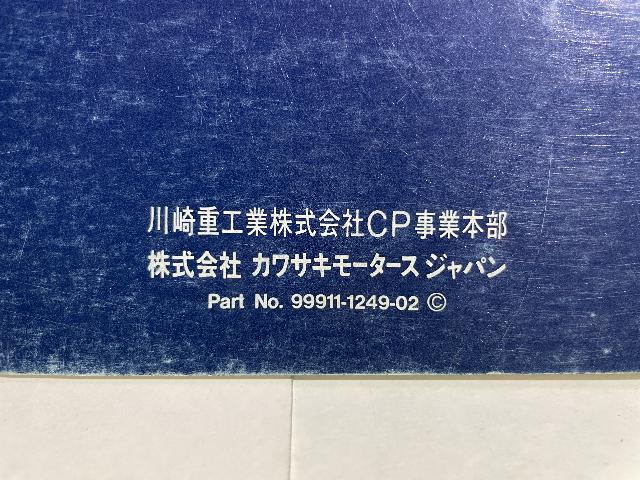 川崎重工業株式会社CP事業本部
株式会社 カワサキモータース ジャパン
Part No. 99911-1249-02 ©